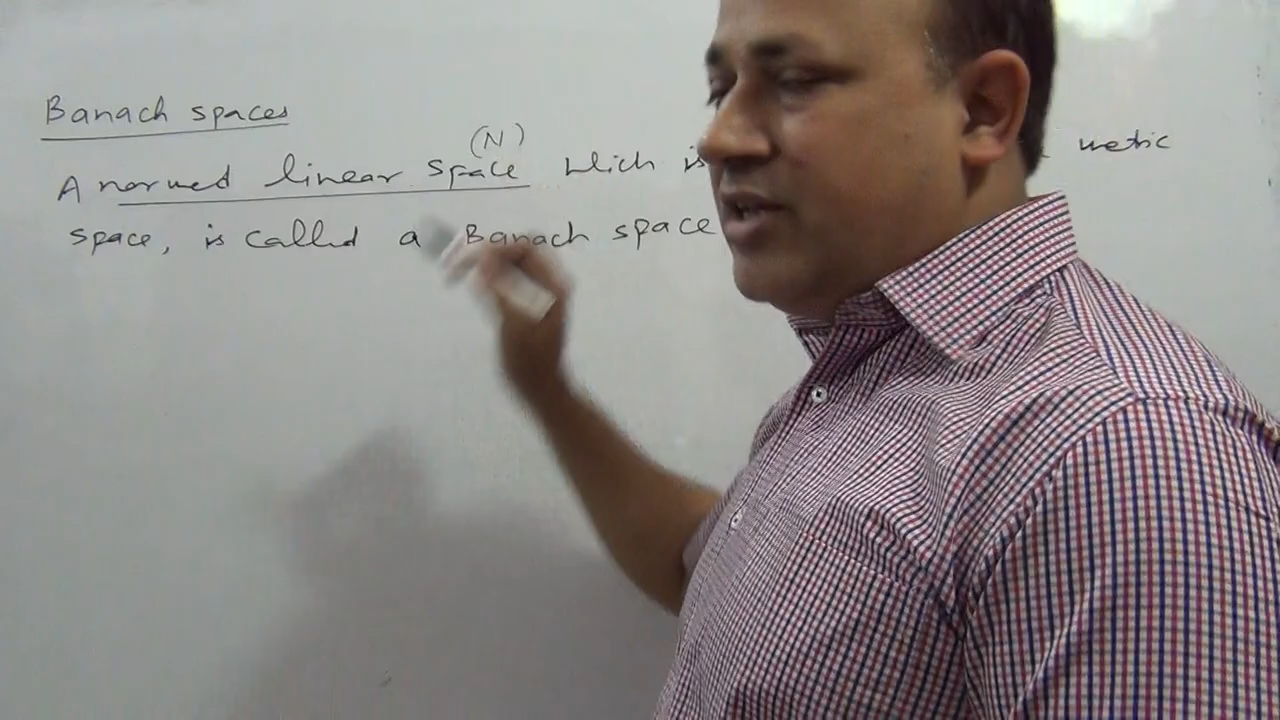 Banach spaces
(N)
A normed linear space which is metric
space, is called a Banach space